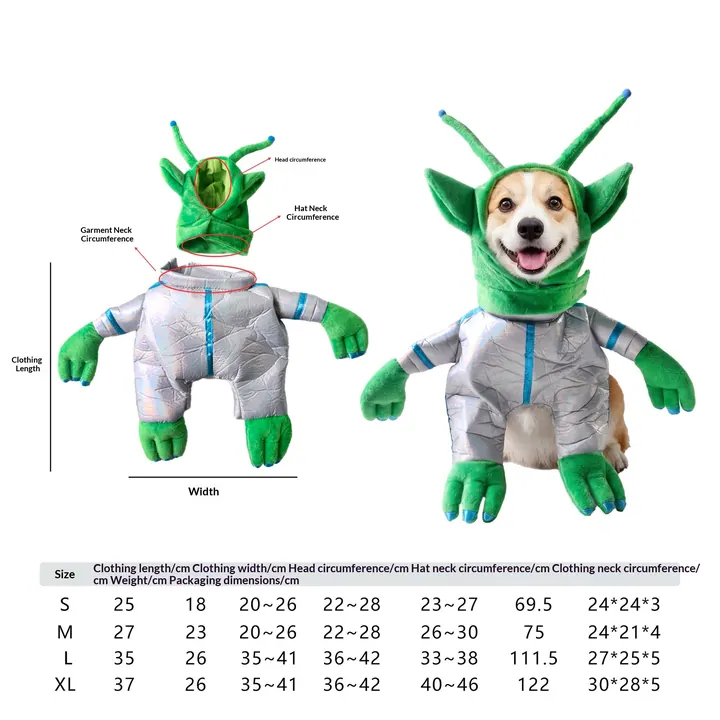 Head circumference
Hat Neck
Circumference
Garment Neck
Circumference
Clothing
Length
Width
Size
Clothing length/cm Clothing width/cm Head circumference/cm Hat neck circumference/cm Clothing neck circumference/
cm Weight/cm Packaging dimensions/cm
S 25 18 20~26 22~28 23~27 69.5 24*24*3
M 27 23 20~26 22~28 26~30 75 24*21*4
L 35 26 35~41 36~42 33~38 111.5 27*25*5
XL 37 26 35~41 36~42 40~46 122 30*28*5